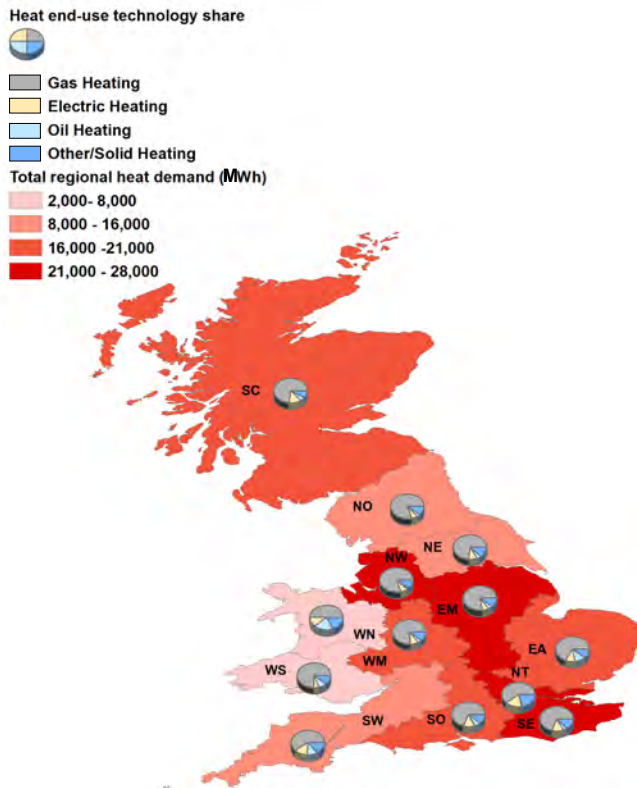 Heat end-use technology share
Gas Heating
Electric Heating
Oil Heating
Other/Solid Heating
Total regional heat demand (MWh)
2,000- 8,000
8,000 - 16,000
16,000 -21,000
21,000 - 28,000
SC
NO
NE
NW
EM
WN
WM
EA
WS
NT
SW
SO
SE